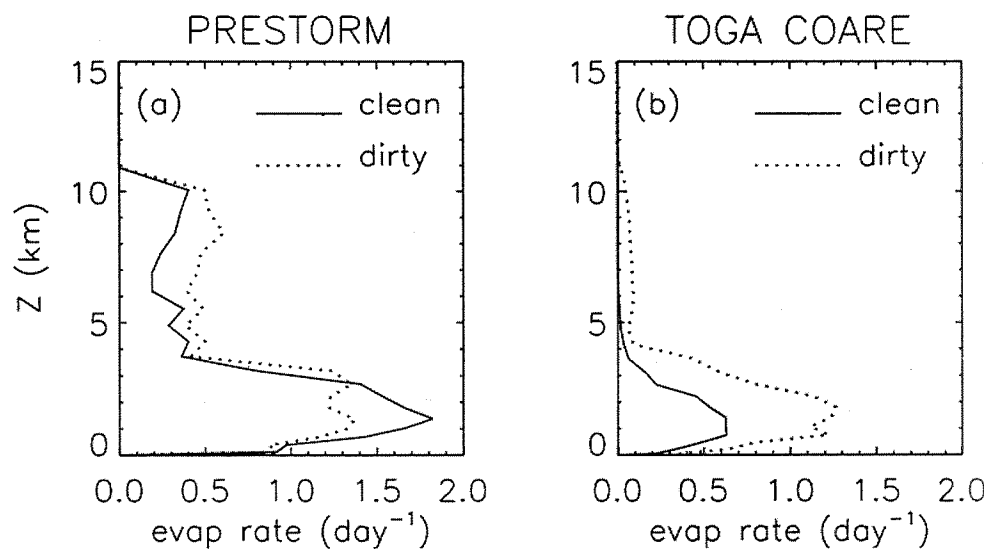 PRESTORM
TOGA COARE
(a)
clean
dirty
(b)
clean
dirty
15
10
5
0
15
10
5
0
Z (km)
0.0 0.5 1.0 1.5 2.0
0.0 0.5 1.0 1.5 2.0
evap rate (day⁻¹)
evap rate (day⁻¹)